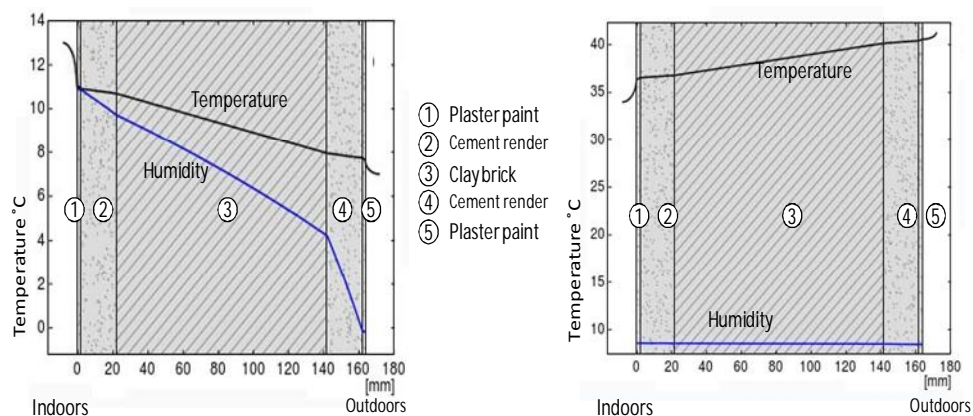 14
12
10
8
6
4
2
0
Temperature °C
Temperature
Humidity
① ② ③ ④ ⑤
0 20 40 60 80 100 120 140 160 180
[mm]
Indoors Outdoors
① Plaster paint
② Cement render
③ Clay brick
④ Cement render
⑤ Plaster paint
40
35
30
25
20
15
10
Temperature °C
Temperature
① ② ③ ④ ⑤
Humidity
0 20 40 60 80 100 120 140 160 180
[mm]
Indoors Outdoors